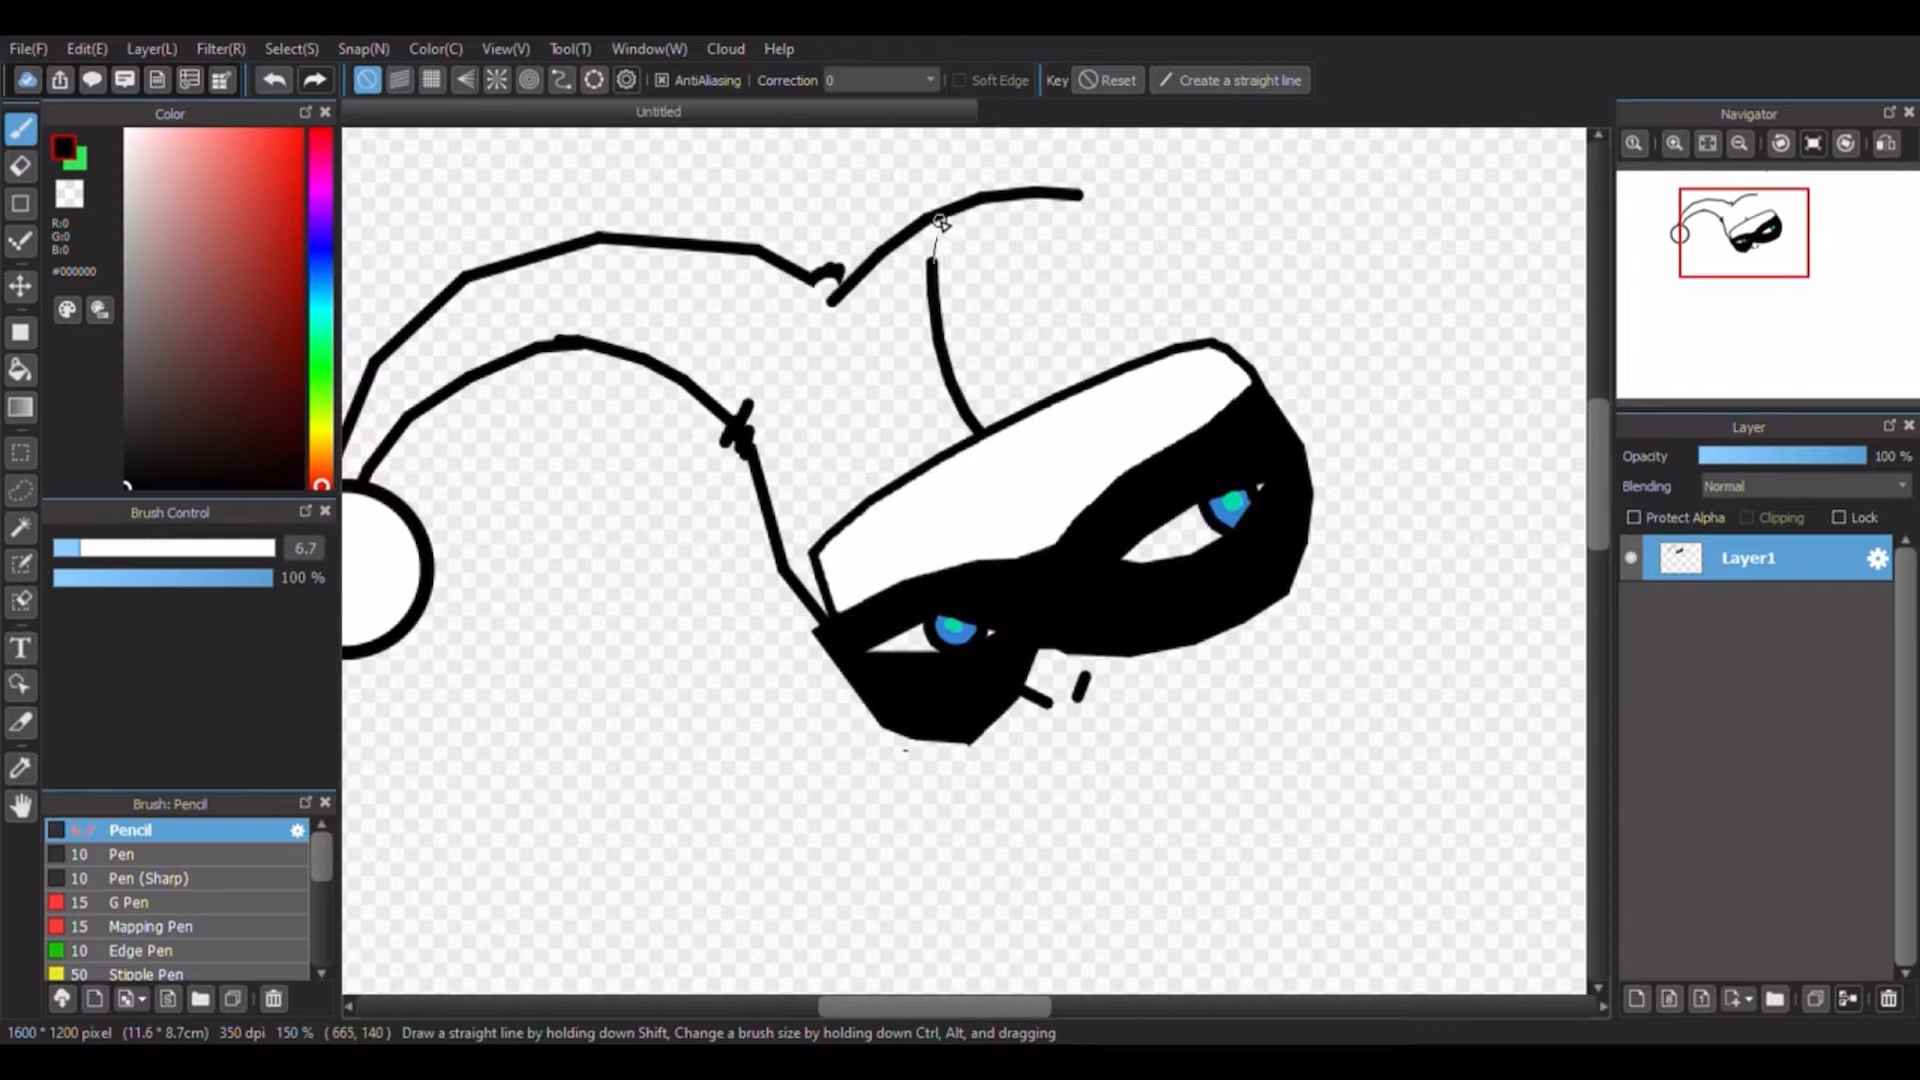 File(F) Edit(E) Layer(L) Filter(R) Select(S) Snap(N) Color(C) View(V) Tool(T) Window(W) Cloud Help
AntiAliasing Correction 0 Soft Edge Key Reset Create a straight line
Color
Untitled
Navigator
R:0
G:0
B:0
#000000
Layer
Opacity 100 %
Blending Normal
Protect Alpha Clipping Lock
Layer1
Brush Control
6.7
100 %
Brush: Pencil
6.7 Pencil
10 Pen
10 Pen (Sharp)
15 G Pen
15 Mapping Pen
10 Edge Pen
50 Stipple Pen
1600 * 1200 pixel (11.6 * 8.7cm) 350 dpi 150 % ( 665, 140 ) Draw a straight line by holding down Shift, Change a brush size by holding down Ctrl, Alt, and dragging